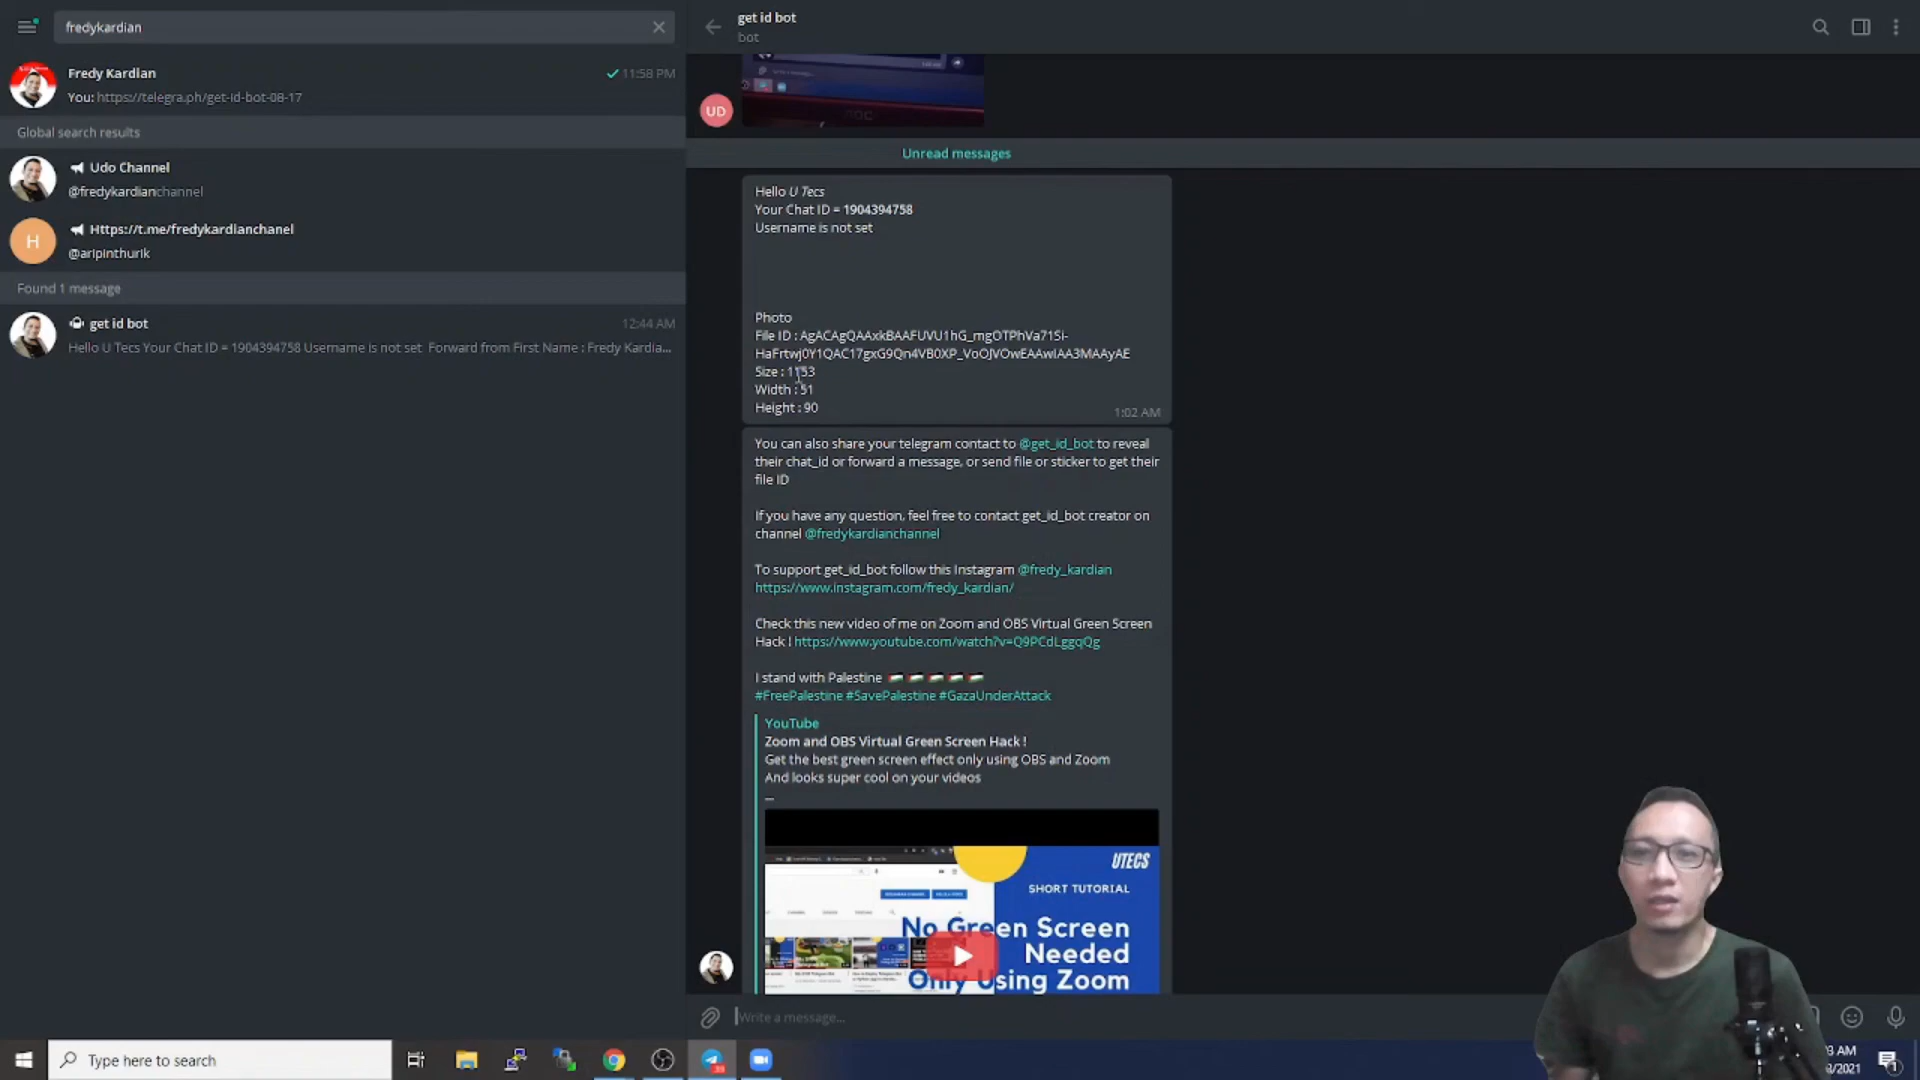 fredykardian
Fredy Kardian
11:58 PM
You: https://telegra.ph/get-id-bot-08-17
Global search results
Udo Channel
@fredykardianchannel
H
Https://t.me/fredykardianchanel
@aripinthurik
Found 1 message
get id bot
12:44 AM
Hello U Tecs Your Chat ID = 1904394758 Username is not set Forward from First Name : Fredy Kardia...
get id bot
bot
UD
Unread messages
Hello U Tecs
Your Chat ID = 1904394758
Username is not set
Photo
File ID : AgACAgQAAxkBAAFUVU1hG_mgOTPhVa71Si-
HaFrtwj0Y1QAC17gxG9Qn4VB0XP_VoOJVOwEAAwIAA3MAAyAE
Size : 1153
Width : 51
Height : 90
1:02 AM
You can also share your telegram contact to @get_id_bot to reveal
their chat_id or forward a message, or send file or sticker to get their
file ID
If you have any question, feel free to contact get_id_bot creator on
channel @fredykardianchannel
To support get_id_bot follow this Instagram @fredy_kardian
https://www.instagram.com/fredy_kardian/
Check this new video of me on Zoom and OBS Virtual Green Screen
Hack ! https://www.youtube.com/watch?v=Q9PCdLggqQg
I stand with Palestine 🇵🇸 🇵🇸 🇵🇸 🇵🇸 🇵🇸
#FreePalestine #SavePalestine #GazaUnderAttack
YouTube
Zoom and OBS Virtual Green Screen Hack !
Get the best green screen effect only using OBS and Zoom
And looks super cool on your videos
...
UTECS
SHORT TUTORIAL
No Green Screen
Needed
Only Using Zoom
Write a message...
Type here to search
3 AM
8/2021